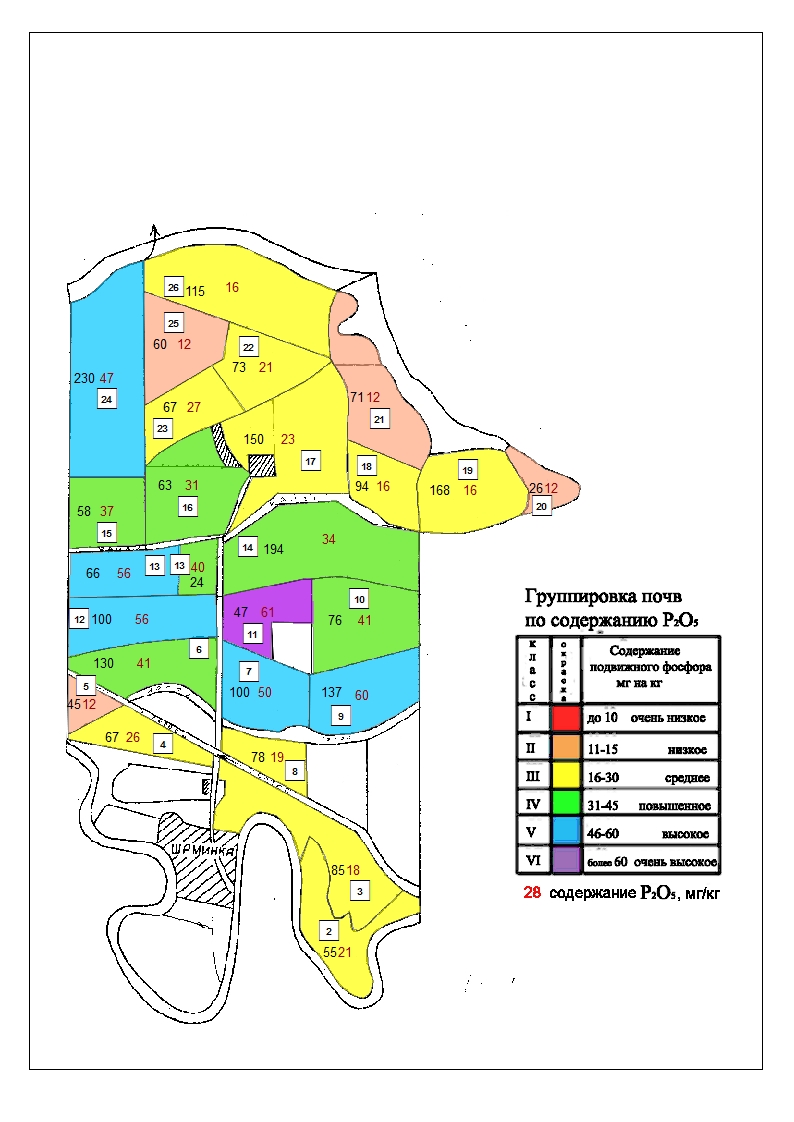 26 115 16
25
60 12
22
73 21
230 47
24
67 27
23
71 12
21
150 23
17
18
94 16
19
168 16
26 12
20
63 31
16
58 37
15
14 194 34
66 56 13
13 40
24
12 100 56
47 61
11
10
76 41
6
130 41
5
45 12
7
100 50
137 60
9
67 26 4
78 19
8
ШАМИНКА
85 18
3
2
55 21
Группировка почв
по содержанию P₂O₅
класс
окраска
Содержание
подвижного фосфора
мг на кг
I до 10 очень низкое
II 11-15 низкое
III 16-30 среднее
IV 31-45 повышенное
V 46-60 высокое
VI более 60 очень высокое
28 содержание P₂O₅, мг/кг